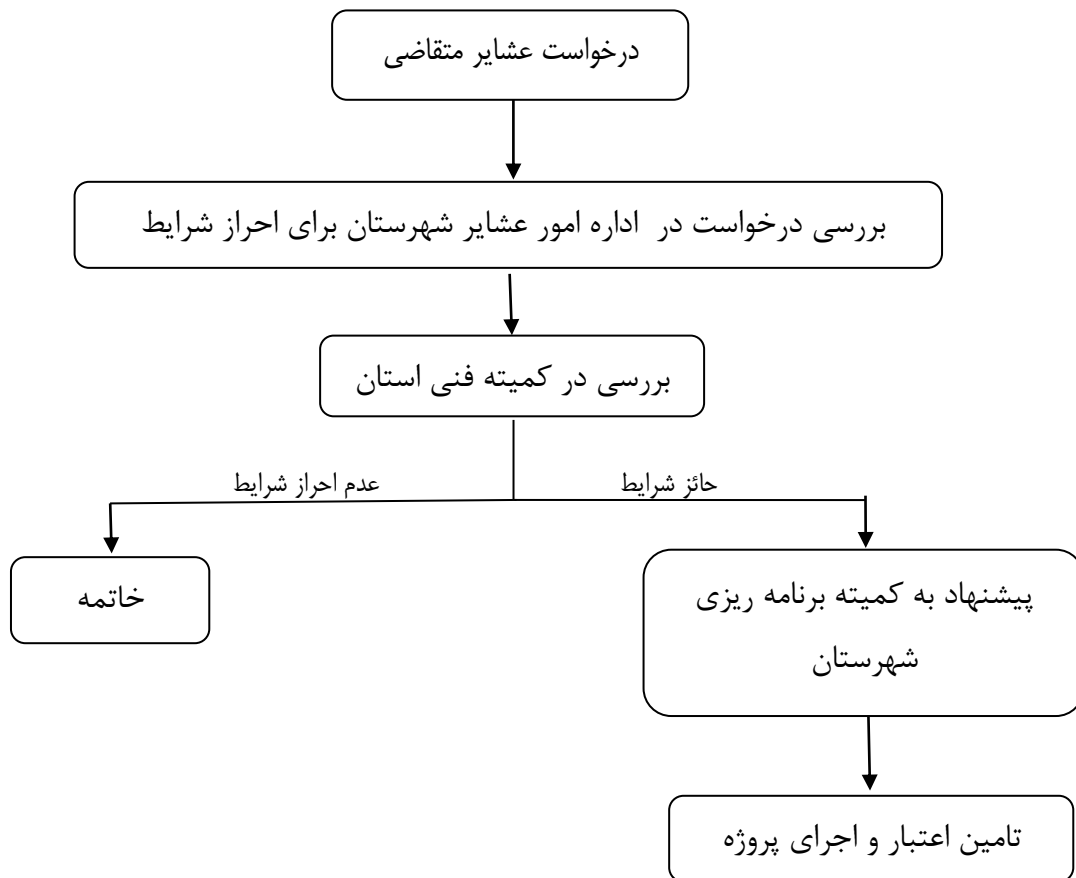 درخواست عشایر متقاضی
بررسی درخواست در اداره امور عشایر شهرستان برای احراز شرایط
بررسی در کمیته فنی استان
حائز شرایط
عدم احراز شرایط
پیشنهاد به کمیته برنامه ریزی
شهرستان
خاتمه
تامین اعتبار و اجرای پروژه